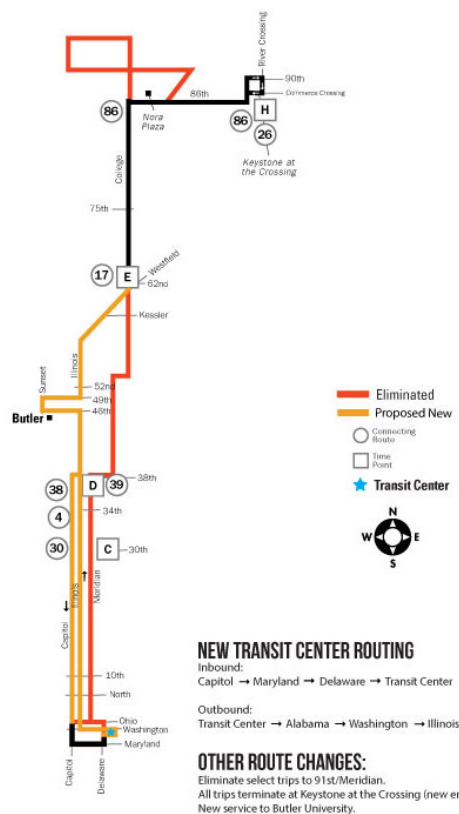 River Crossing
90th
Commerce Crossing
86th
H
86
Nora
Plaza
86
26
Keystone at
the Crossing
College
75th
17
E
Westfield
62nd
Kessler
Illinois
Sunset
52nd
49th
46th
Butler
Eliminated
Proposed New
Connecting
Route
Time
Point
Transit Center
38
D
39
38th
4
34th
30
C
30th
N
W
E
S
Illinois
Meridian
Capitol
10th
North
Ohio
Washington
Maryland
Capitol
Delaware
NEW TRANSIT CENTER ROUTING
Inbound:
Capitol → Maryland → Delaware → Transit Center
Outbound:
Transit Center → Alabama → Washington → Illinois
OTHER ROUTE CHANGES:
Eliminate select trips to 91st/Meridian.
All trips terminate at Keystone at the Crossing (new en
New service to Butler University.